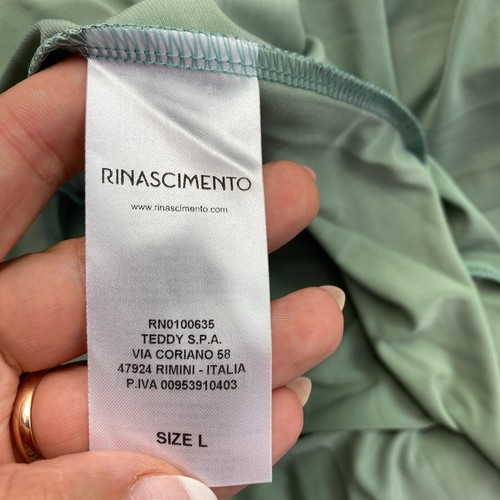 RINASCIMENTO
www.rinascimento.com
RN0100635
TEDDY S.P.A.
VIA CORIANO 58
47924 RIMINI - ITALIA
P.IVA 00953910403
SIZE L